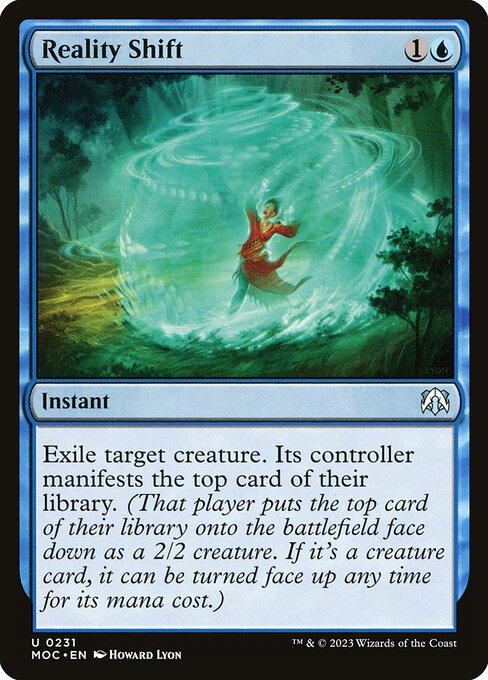 Reality Shift 1
©LYON
Instant
Exile target creature. Its controller
manifests the top card of their
library. (That player puts the top card
of their library onto the battlefield face
down as a 2/2 creature. If it's a creature
card, it can be turned face up any time
for its mana cost.)
U 0231
MOC • EN Howard Lyon
™ & © 2023 Wizards of the Coast